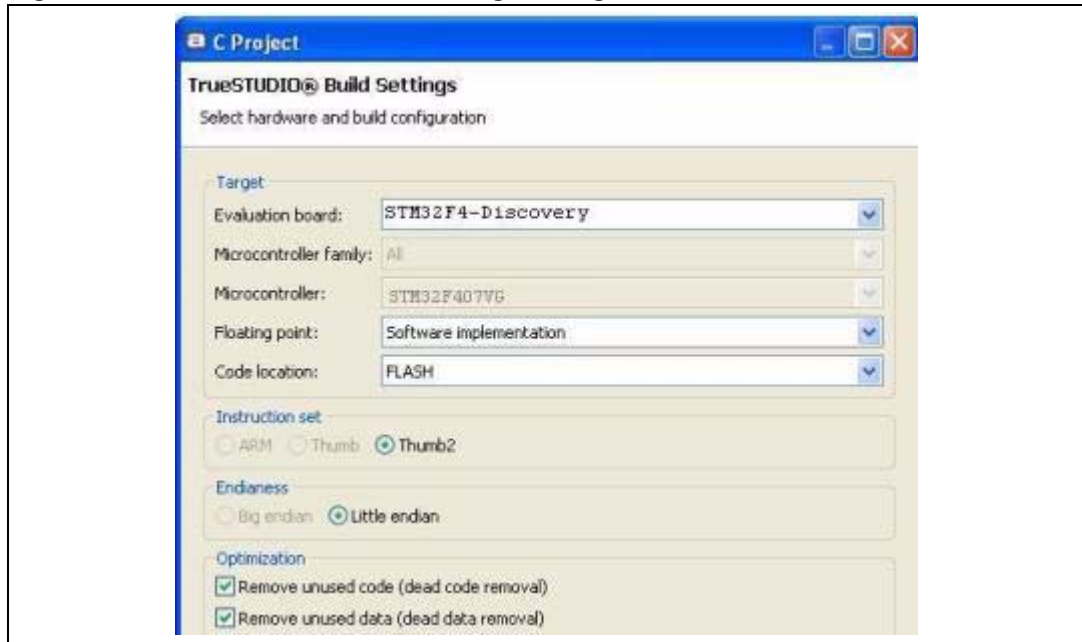 C Project
TrueSTUDIO® Build Settings
Select hardware and build configuration
Target
Evaluation board: STM32F4-Discovery
Microcontroller family: All
Microcontroller: STM32F407VG
Floating point: Software implementation
Code location: FLASH
Instruction set
ARM Thumb Thumb2
Endianess
Big endian Little endian
Optimization
Remove unused code (dead code removal)
Remove unused data (dead data removal)